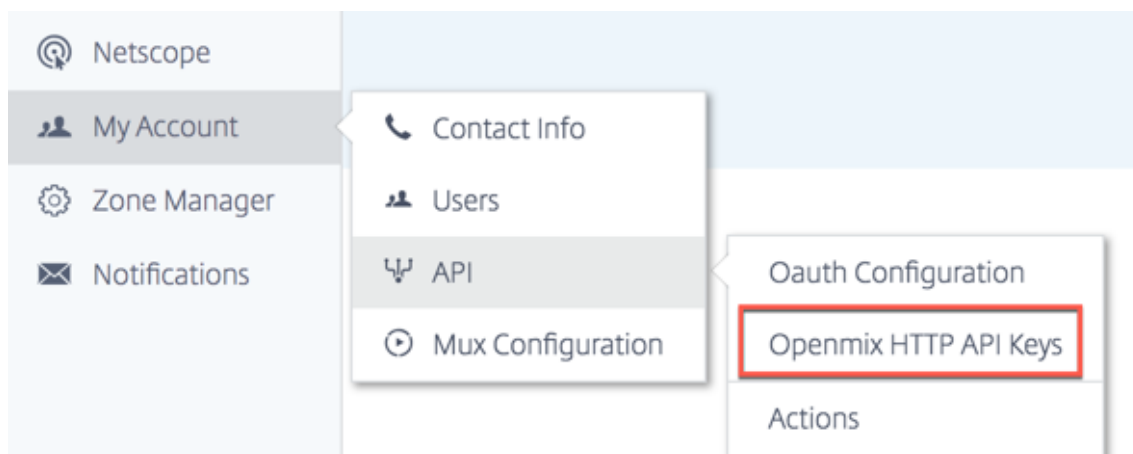 Netscope
My Account
Zone Manager
Notifications
Contact Info
Users
API
Mux Configuration
Oauth Configuration
Openmix HTTP API Keys
Actions